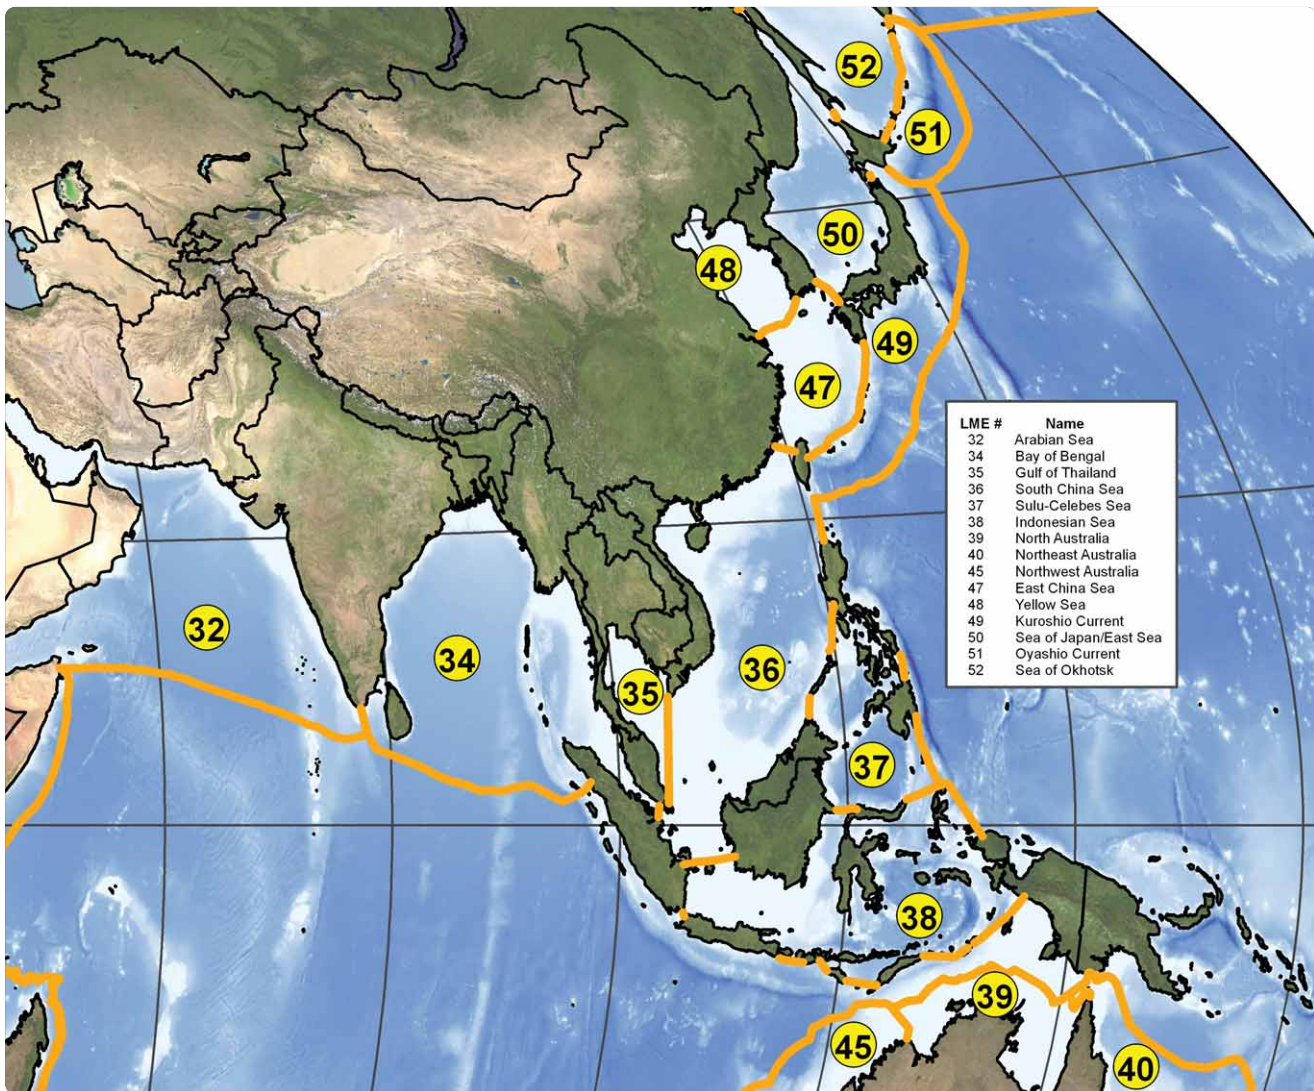 52
51
50
48
49
47
LME # Name
32 Arabian Sea
34 Bay of Bengal
35 Gulf of Thailand
36 South China Sea
37 Sulu-Celebes Sea
38 Indonesian Sea
39 North Australia
40 Northeast Australia
45 Northwest Australia
47 East China Sea
48 Yellow Sea
49 Kuroshio Current
50 Sea of Japan/East Sea
51 Oyashio Current
52 Sea of Okhotsk
32
34
36
35
37
38
39
45
40